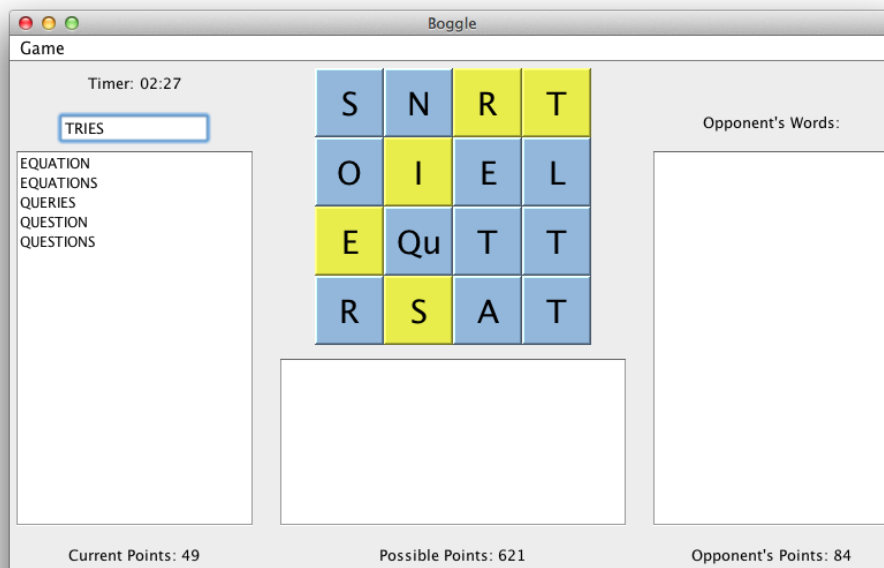 Boggle
Game
Timer: 02:27
TRIES
EQUATION
EQUATIONS
QUERIES
QUESTION
QUESTIONS
S N R T
O I E L
E Qu T T
R S A T
Opponent's Words:
Current Points: 49
Possible Points: 621
Opponent's Points: 84